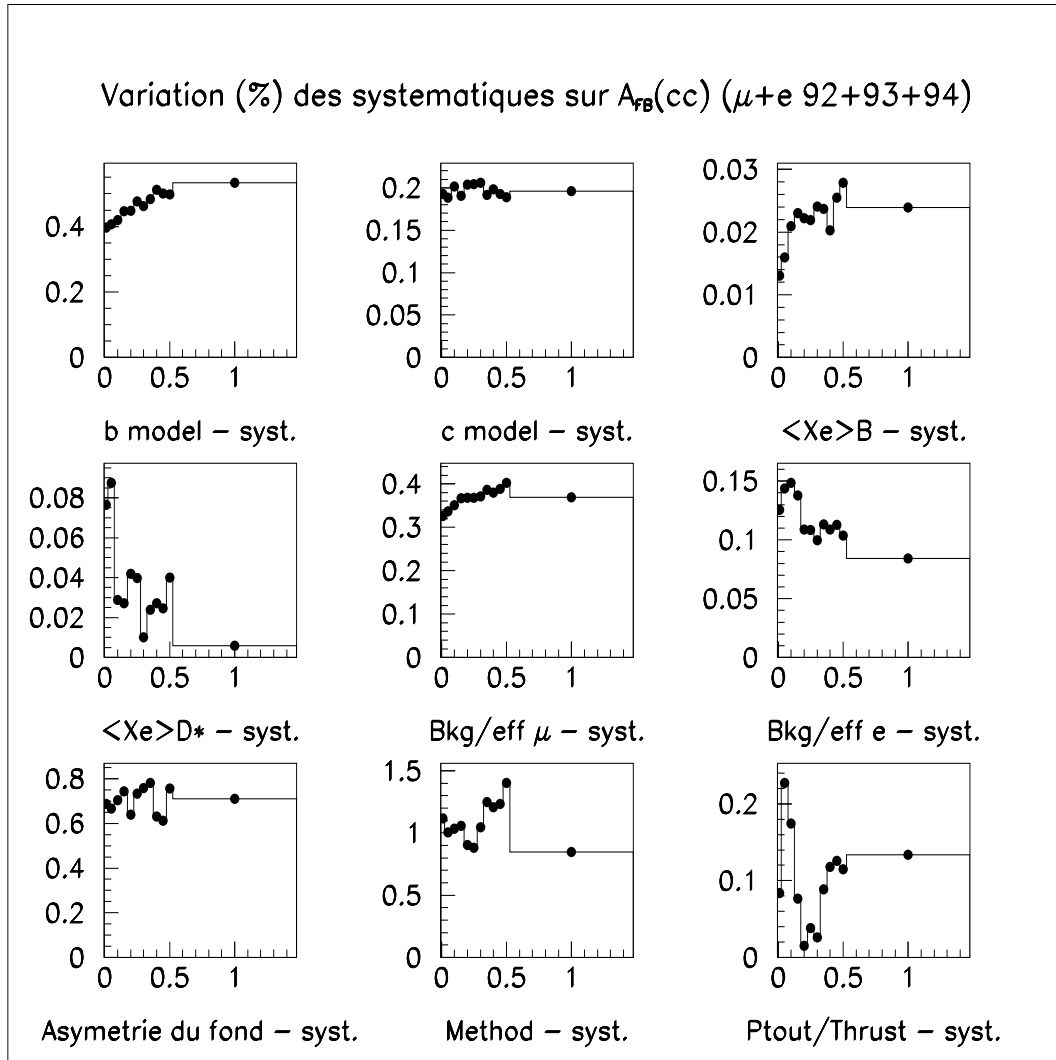 Variation (%) des systematiques sur A_FB(cc) (μ+e 92+93+94)
0.4
0.2
0
0 0.5 1
b model – syst.
0.2
0.15
0.1
0.05
0
0 0.5 1
c model – syst.
0.03
0.02
0.01
0
0 0.5 1
<Xe>B – syst.
0.08
0.06
0.04
0.02
0
0 0.5 1
<Xe>D* – syst.
0.4
0.3
0.2
0.1
0
0 0.5 1
Bkg/eff μ – syst.
0.15
0.1
0.05
0
0 0.5 1
Bkg/eff e – syst.
0.8
0.6
0.4
0.2
0
0 0.5 1
Asymetrie du fond – syst.
1.5
1
0.5
0
0 0.5 1
Method – syst.
0.2
0.1
0
0 0.5 1
Ptout/Thrust – syst.